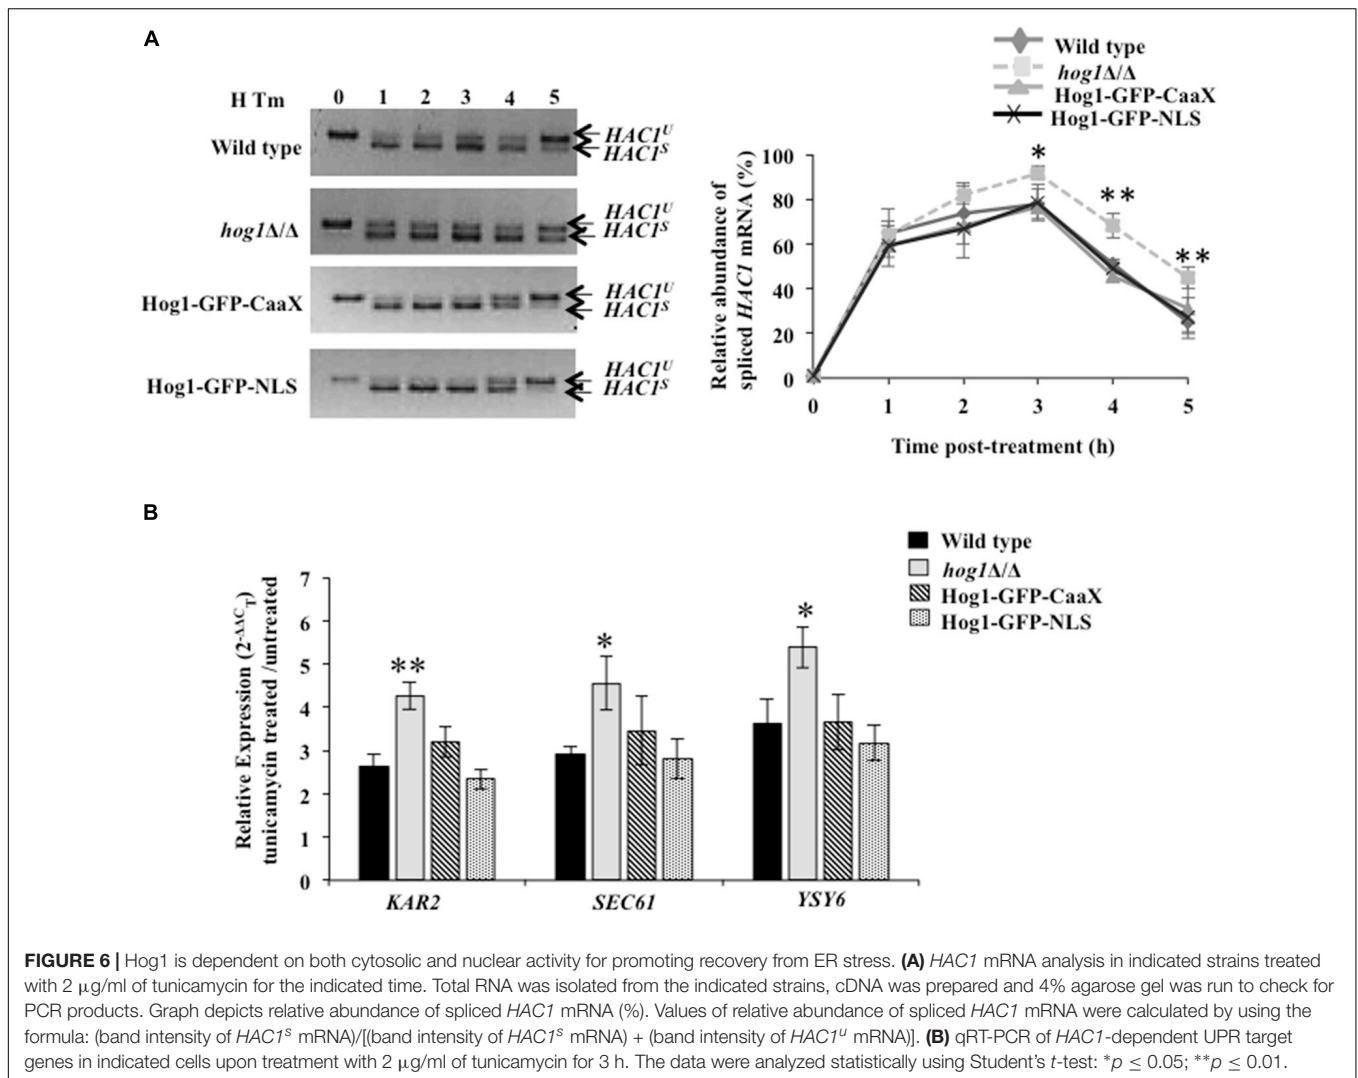 A
H Tm 0 1 2 3 4 5
Wild type
HAC1ᵁ
HAC1ˢ
hog1Δ/Δ
HAC1ᵁ
HAC1ˢ
Hog1-GFP-CaaX
HAC1ᵁ
HAC1ˢ
Hog1-GFP-NLS
HAC1ᵁ
HAC1ˢ
Wild type
hog1Δ/Δ
Hog1-GFP-CaaX
Hog1-GFP-NLS
Relative abundance of
spliced HAC1 mRNA (%)
100
80
60
40
20
0
*
**
**
0 1 2 3 4 5
Time post-treatment (h)
B
Wild type
hog1Δ/Δ
Hog1-GFP-CaaX
Hog1-GFP-NLS
Relative Expression (2^-ΔΔC_T)
tunicamycin treated /untreated
7
6
5
4
3
2
1
0
**
*
*
KAR2 SEC61 YSY6
FIGURE 6 | Hog1 is dependent on both cytosolic and nuclear activity for promoting recovery from ER stress. (A) HAC1 mRNA analysis in indicated strains treated
with 2 μg/ml of tunicamycin for the indicated time. Total RNA was isolated from the indicated strains, cDNA was prepared and 4% agarose gel was run to check for
PCR products. Graph depicts relative abundance of spliced HAC1 mRNA (%). Values of relative abundance of spliced HAC1 mRNA were calculated by using the
formula: (band intensity of HAC1ˢ mRNA)/[(band intensity of HAC1ˢ mRNA) + (band intensity of HAC1ᵘ mRNA)]. (B) qRT-PCR of HAC1-dependent UPR target
genes in indicated cells upon treatment with 2 μg/ml of tunicamycin for 3 h. The data were analyzed statistically using Student's t-test: *p ≤ 0.05; **p ≤ 0.01.